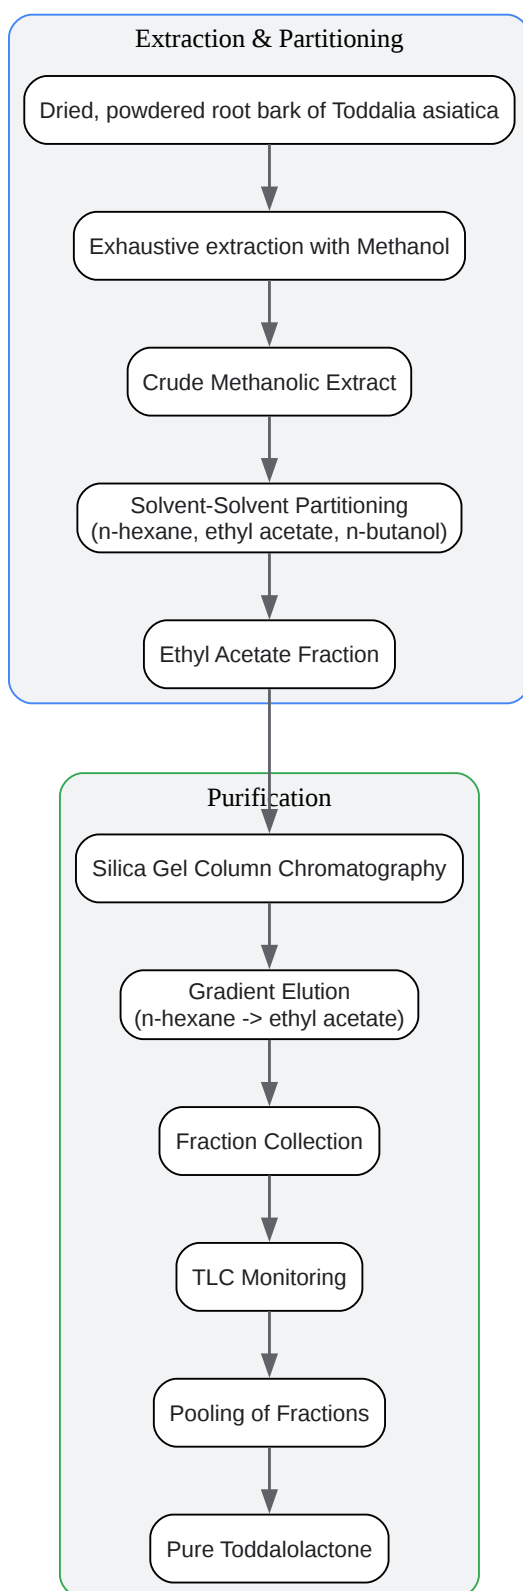 Extraction & Partitioning
Dried, powdered root bark of Toddalia asiatica
Exhaustive extraction with Methanol
Crude Methanolic Extract
Solvent-Solvent Partitioning
(n-hexane, ethyl acetate, n-butanol)
Ethyl Acetate Fraction
Purification
Silica Gel Column Chromatography
Gradient Elution
(n-hexane -> ethyl acetate)
Fraction Collection
TLC Monitoring
Pooling of Fractions
Pure Toddalolactone